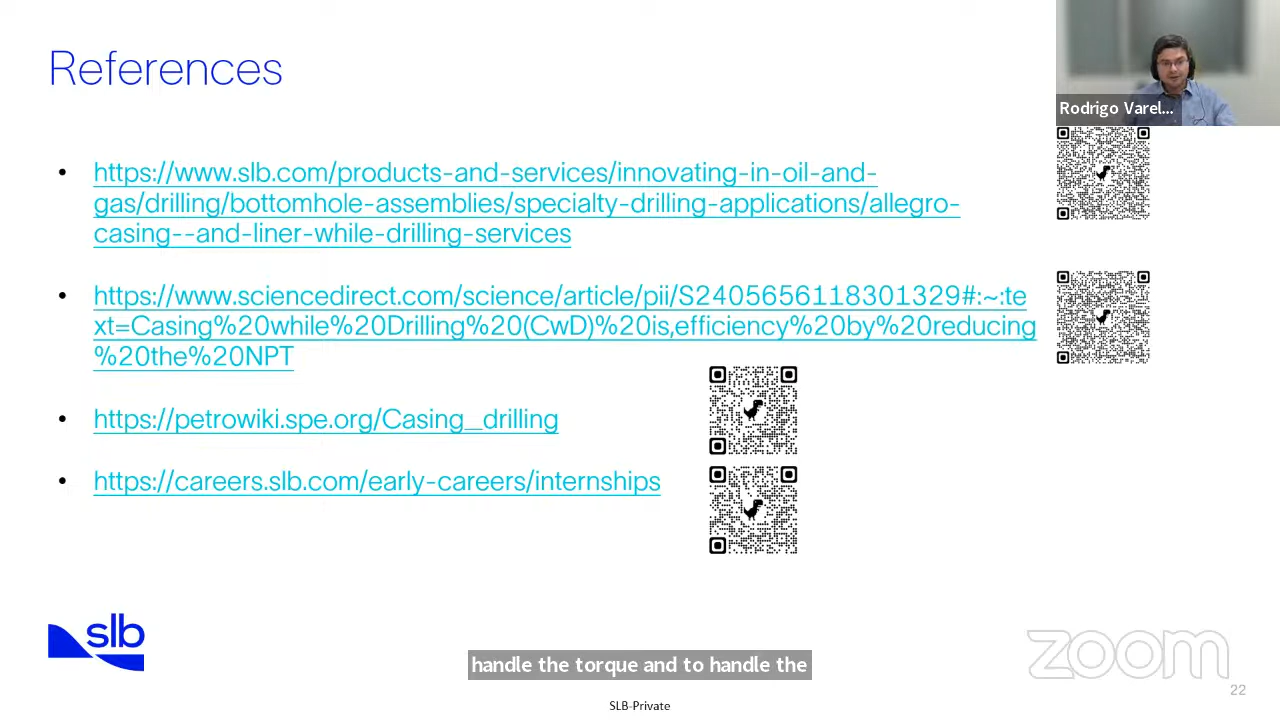 References
Rodrigo Varel...
• https://www.slb.com/products-and-services/innovating-in-oil-and-
gas/drilling/bottomhole-assemblies/specialty-drilling-applications/allegro-
casing--and-liner-while-drilling-services
• https://www.sciencedirect.com/science/article/pii/S2405656118301329#:~:te
xt=Casing%20while%20Drilling%20(CwD)%20is,efficiency%20by%20reducing
%20the%20NPT
• https://petrowiki.spe.org/Casing_drilling
• https://careers.slb.com/early-careers/internships
slb
handle the torque and to handle the
zoom
22
SLB-Private